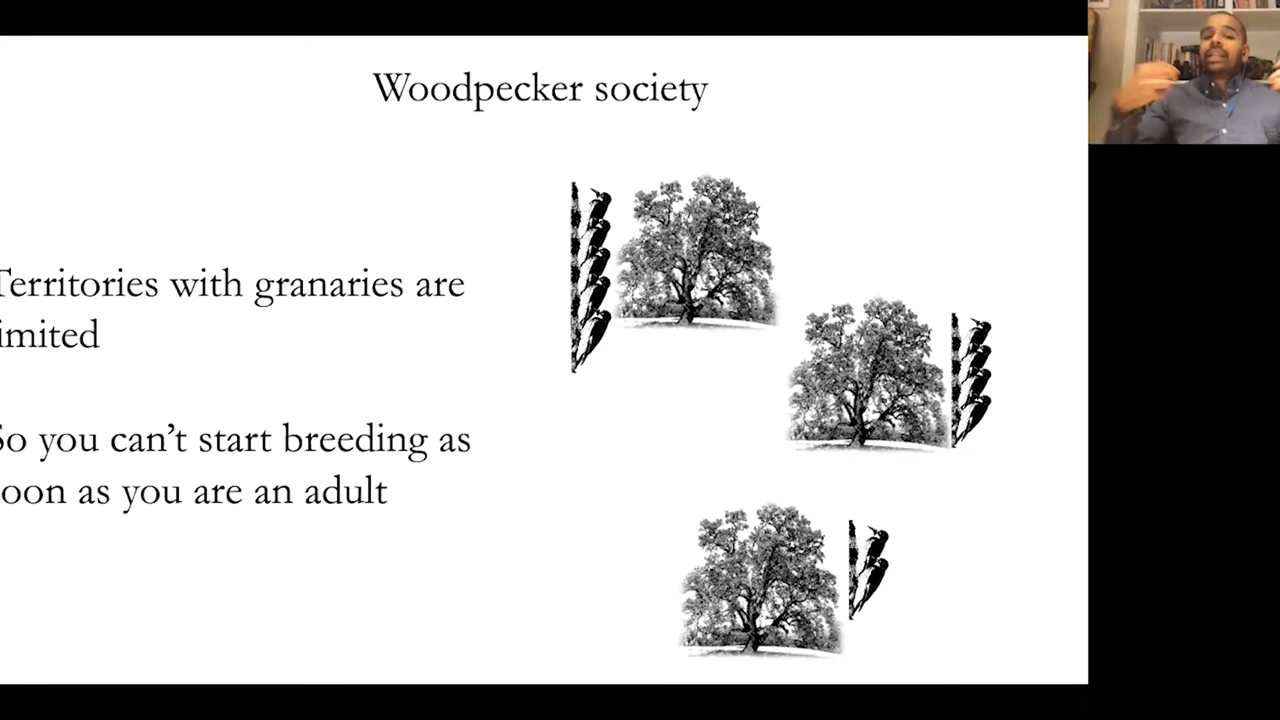 Woodpecker society
Territories with granaries are
limited
So you can't start breeding as
soon as you are an adult